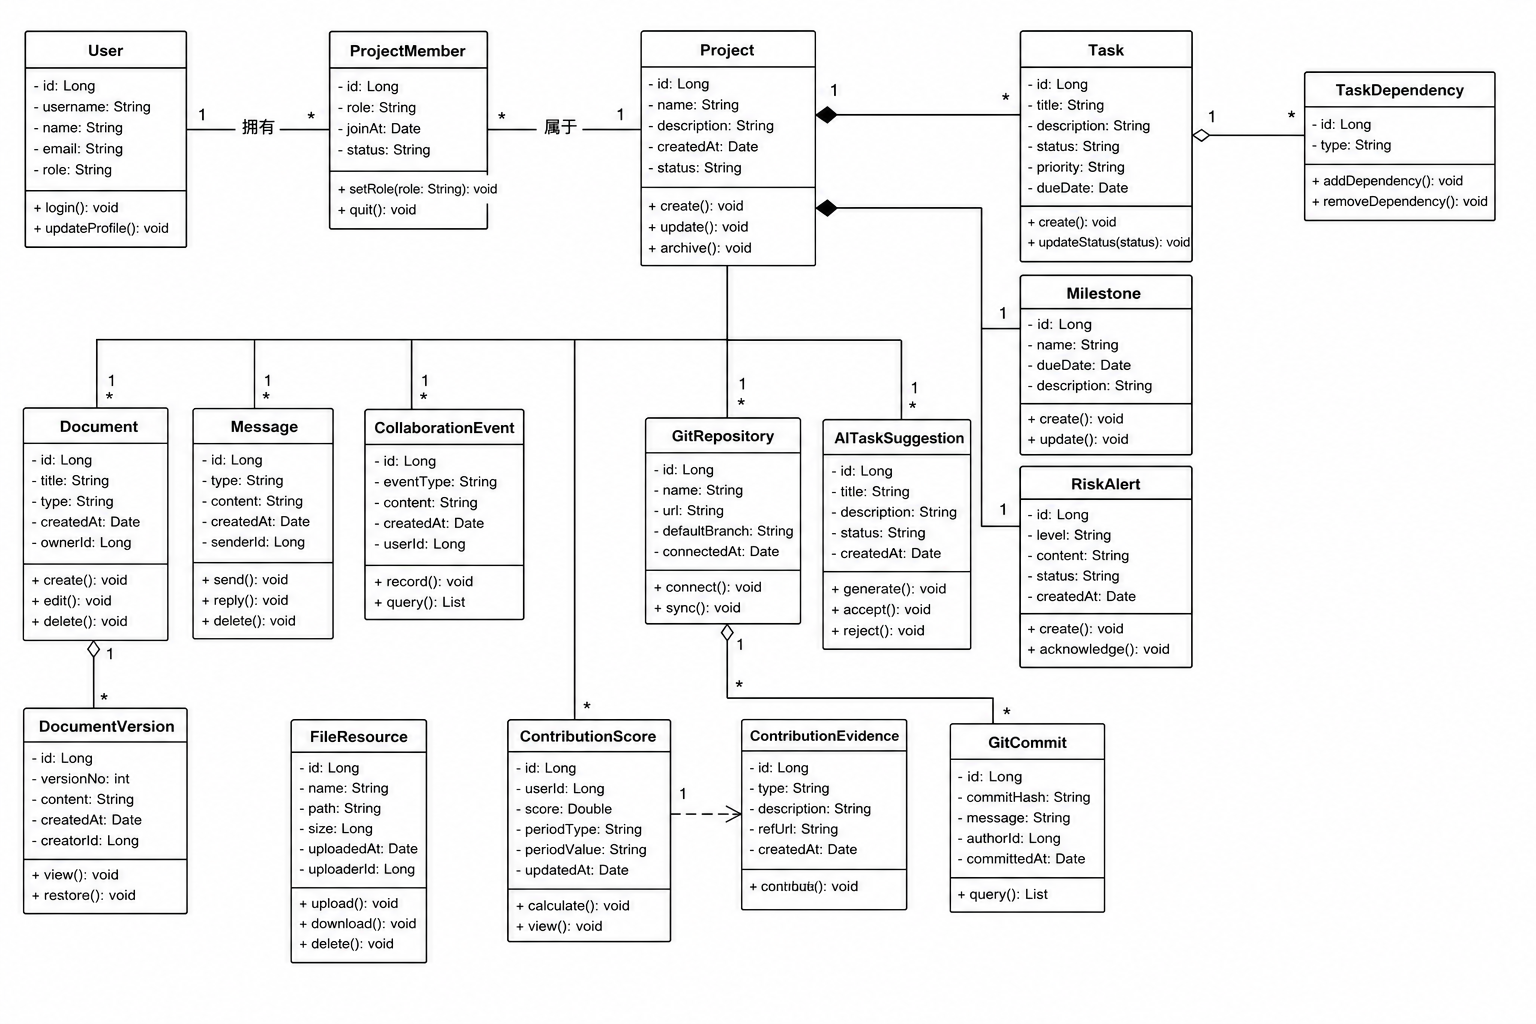 User
- id: Long
- username: String
- name: String
- email: String
- role: String
+ login(): void
+ updateProfile(): void
1
拥有
*
ProjectMember
- id: Long
- role: String
- joinAt: Date
- status: String
+ setRole(role: String): void
+ quit(): void
*
属于
1
Project
- id: Long
- name: String
- description: String
- createdAt: Date
- status: String
+ create(): void
+ update(): void
+ archive(): void
1
*
Task
- id: Long
- title: String
- description: String
- status: String
- priority: String
- dueDate: Date
+ create(): void
+ updateStatus(status): void
1
*
TaskDependency
- id: Long
- type: String
+ addDependency(): void
+ removeDependency(): void
1
Milestone
- id: Long
- name: String
- dueDate: Date
- description: String
+ create(): void
+ update(): void
1
RiskAlert
- id: Long
- level: String
- content: String
- status: String
- createdAt: Date
+ create(): void
+ acknowledge(): void
1
*
Document
- id: Long
- title: String
- type: String
- createdAt: Date
- ownerId: Long
+ create(): void
+ edit(): void
+ delete(): void
1
*
Message
- id: Long
- type: String
- content: String
- createdAt: Date
- senderId: Long
+ send(): void
+ reply(): void
+ delete(): void
1
*
CollaborationEvent
- id: Long
- eventType: String
- content: String
- createdAt: Date
- userId: Long
+ record(): void
+ query(): List
1
*
GitRepository
- id: Long
- name: String
- url: String
- defaultBranch: String
- connectedAt: Date
+ connect(): void
+ sync(): void
1
*
AITaskSuggestion
- id: Long
- title: String
- description: String
- status: String
- createdAt: Date
+ generate(): void
+ accept(): void
+ reject(): void
1
*
DocumentVersion
- id: Long
- versionNo: int
- content: String
- createdAt: Date
- creatorId: Long
+ view(): void
+ restore(): void
FileResource
- id: Long
- name: String
- path: String
- size: Long
- uploadedAt: Date
- uploaderId: Long
+ upload(): void
+ download(): void
+ delete(): void
*
ContributionScore
- id: Long
- userId: Long
- score: Double
- periodType: String
- periodValue: String
- updatedAt: Date
+ calculate(): void
+ view(): void
1
ContributionEvidence
- id: Long
- type: String
- description: String
- refUrl: String
- createdAt: Date
1
*
*
GitCommit
- id: Long
- commitHash: String
- message: String
- authorId: Long
- committedAt: Date
+ query(): List